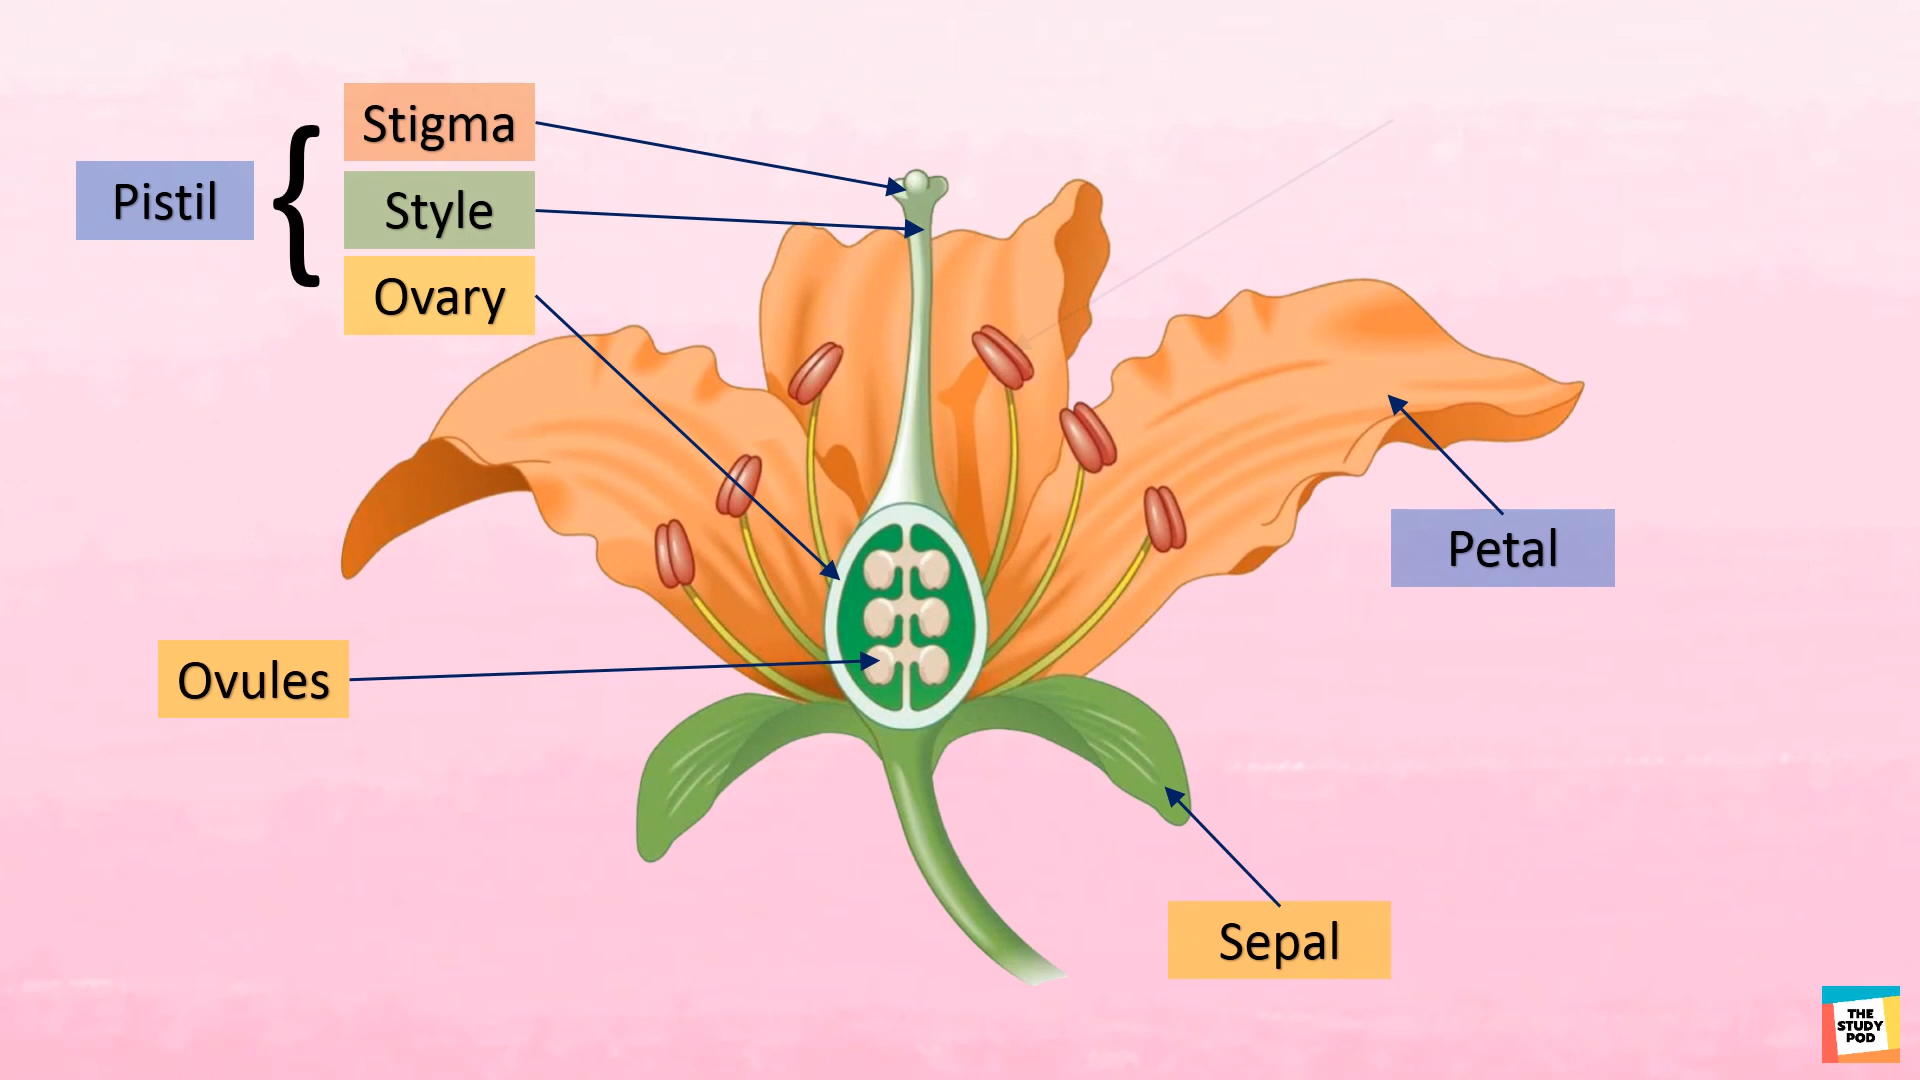 Stigma
Pistil
Style
Ovary
Petal
Ovules
Sepal
THE
STUDY
POD